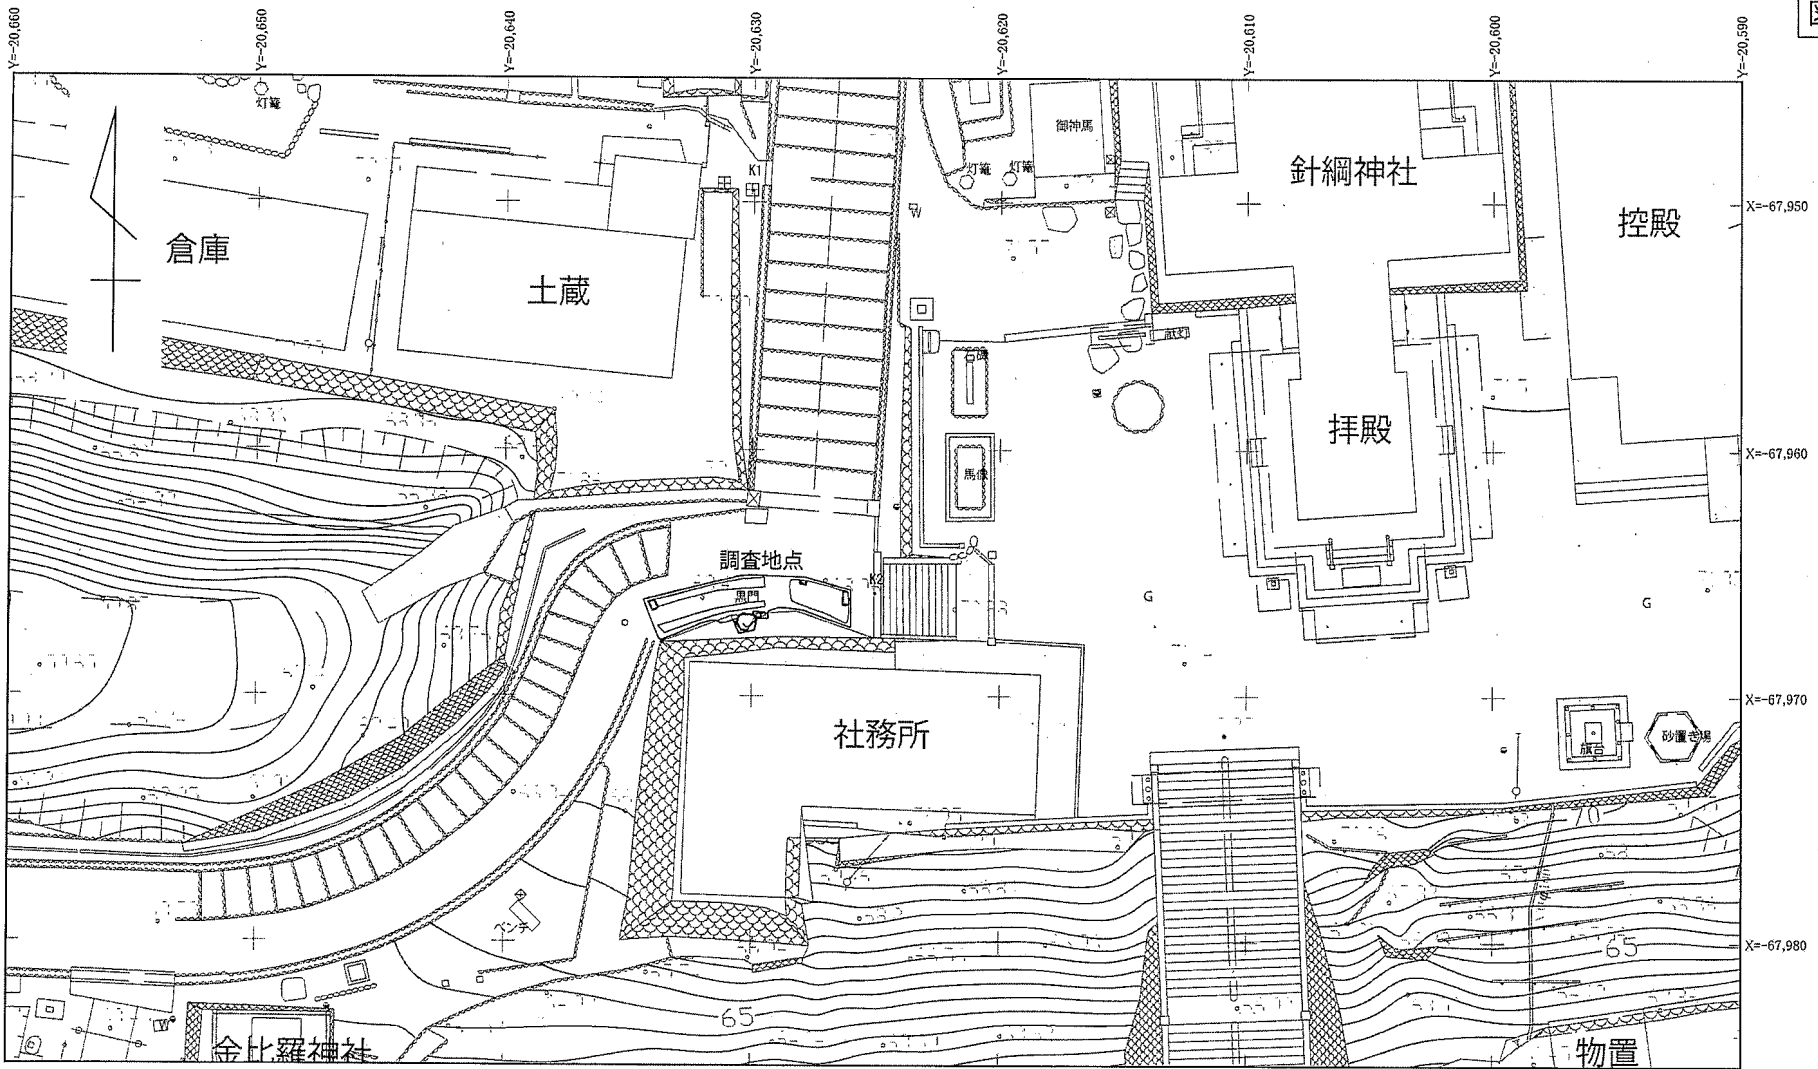 Y=-20,660
Y=-20,650
Y=-20,640
Y=-20,630
Y=-20,620
Y=-20,610
Y=-20,600
Y=-20,590
灯籠
御神馬
針綱神社
控殿
K1
灯籠
灯籠
W
X=-67,950
倉庫
土蔵
石碑
献灯
拝殿
馬像
X=-67,960
調査地点
K2
黒門
G
G
X=-67,970
社務所
旗台
砂置き場
70
ベンチ
65
X=-67,980
65
W
金比羅神社
物置